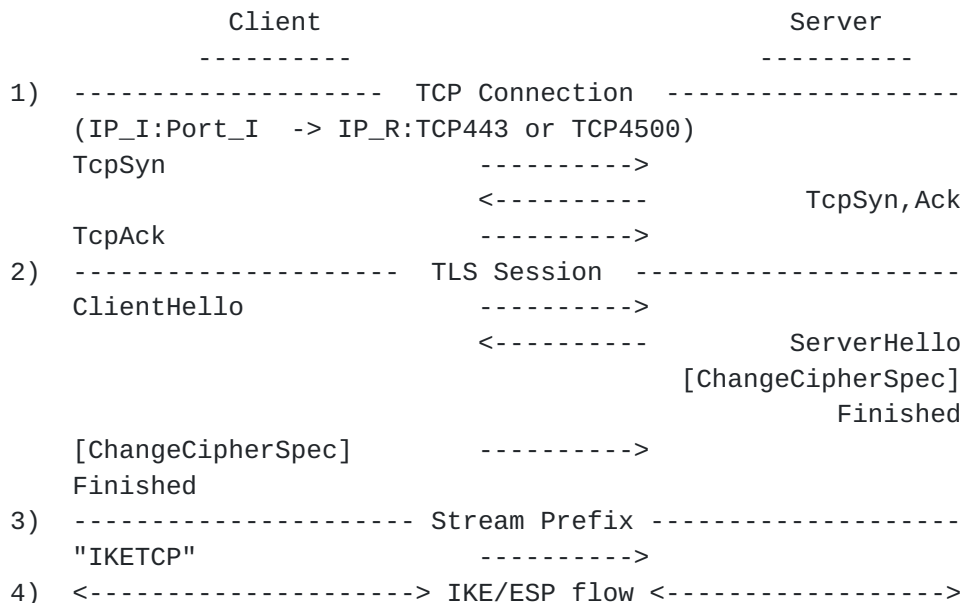 Client                              Server
----------                          ----------
1)  --------------------  TCP Connection  -------------------
    (IP_I:Port_I  -> IP_R:TCP443 or TCP4500)
    TcpSyn                    ---------->
                              <----------          TcpSyn,Ack
    TcpAck                    ---------->
2)  ---------------------  TLS Session  ---------------------
    ClientHello               ---------->
                              <----------         ServerHello
                                           [ChangeCipherSpec]
                                                     Finished
    [ChangeCipherSpec]        ---------->
    Finished
3)  ---------------------- Stream Prefix --------------------
    "IKETCP"                  ---------->
4)  <----------------------> IKE/ESP flow <------------------>